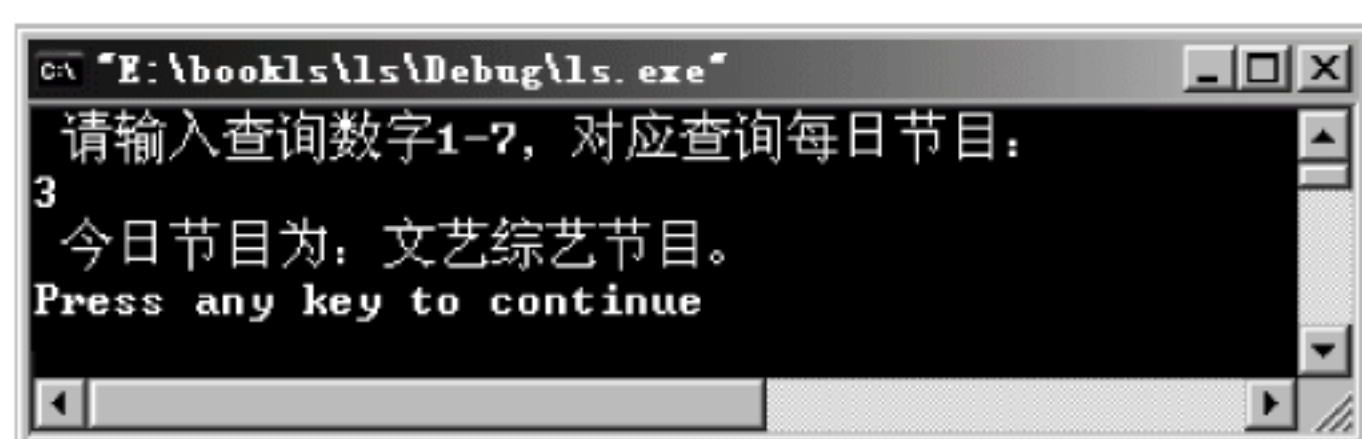 "E:\bookls\ls\Debug\ls.exe"
请输入查询数字1-7，对应查询每日节目：
3
今日节目为：文艺综艺节目。
Press any key to continue